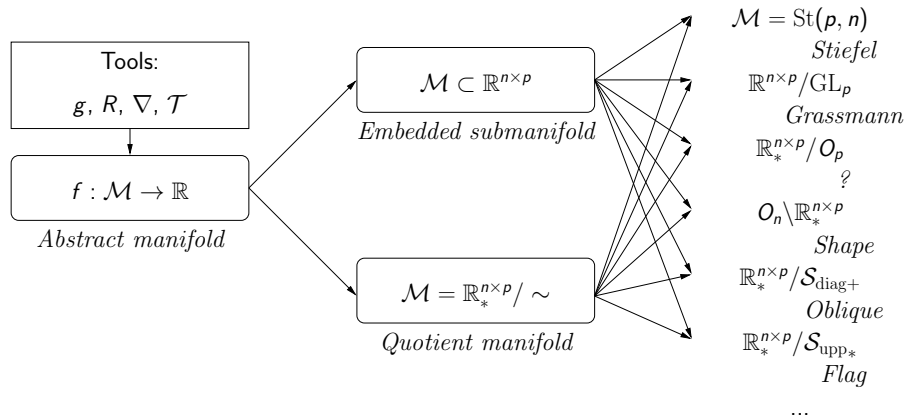 Tools:
g, R, ∇, 𝒯
f : ℳ → ℝ
Abstract manifold
ℳ ⊂ ℝ^{n×p}
Embedded submanifold
ℳ = ℝ_*^{n×p}/ ∼
Quotient manifold
ℳ = St(p, n)
Stiefel
ℝ^{n×p}/GL_p
Grassmann
ℝ_*^{n×p}/O_p
?
O_n\ℝ_*^{n×p}
Shape
ℝ_*^{n×p}/𝒮_{diag+}
Oblique
ℝ_*^{n×p}/𝒮_{upp*}
Flag
...